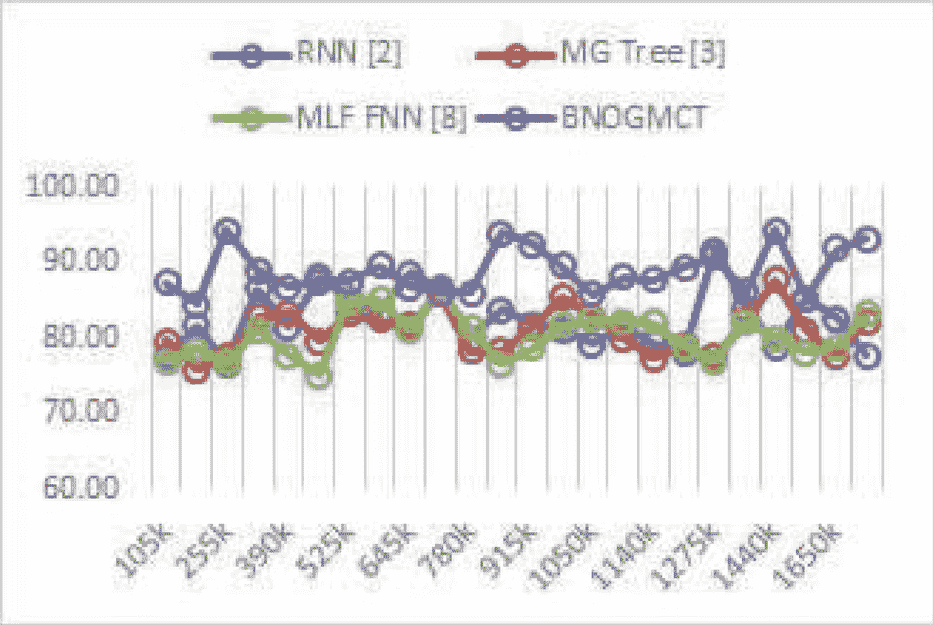 RNN [2] MG Tree [3]
MLF FNN [8] BNOGMCT
100.00
90.00
80.00
70.00
60.00
105k 255k 390k 525k 645k 780k 915k 1050k 1140k 1275k 1440k 1650k